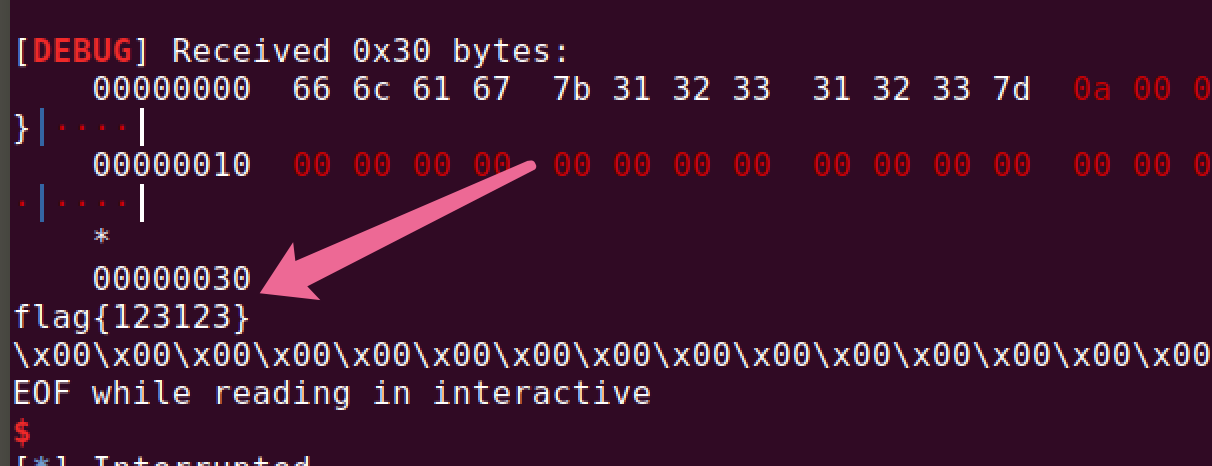 [DEBUG] Received 0x30 bytes:
00000000 66 6c 61 67 7b 31 32 33 31 32 33 7d 0a 00 0
}│····│
00000010 00 00 00 00 00 00 00 00 00 00 00 00 00 00 0
·│····│
*
00000030
flag{123123}
\x00\x00\x00\x00\x00\x00\x00\x00\x00\x00\x00\x00\x00\x00\x00
EOF while reading in interactive
$
[*] Interrupted